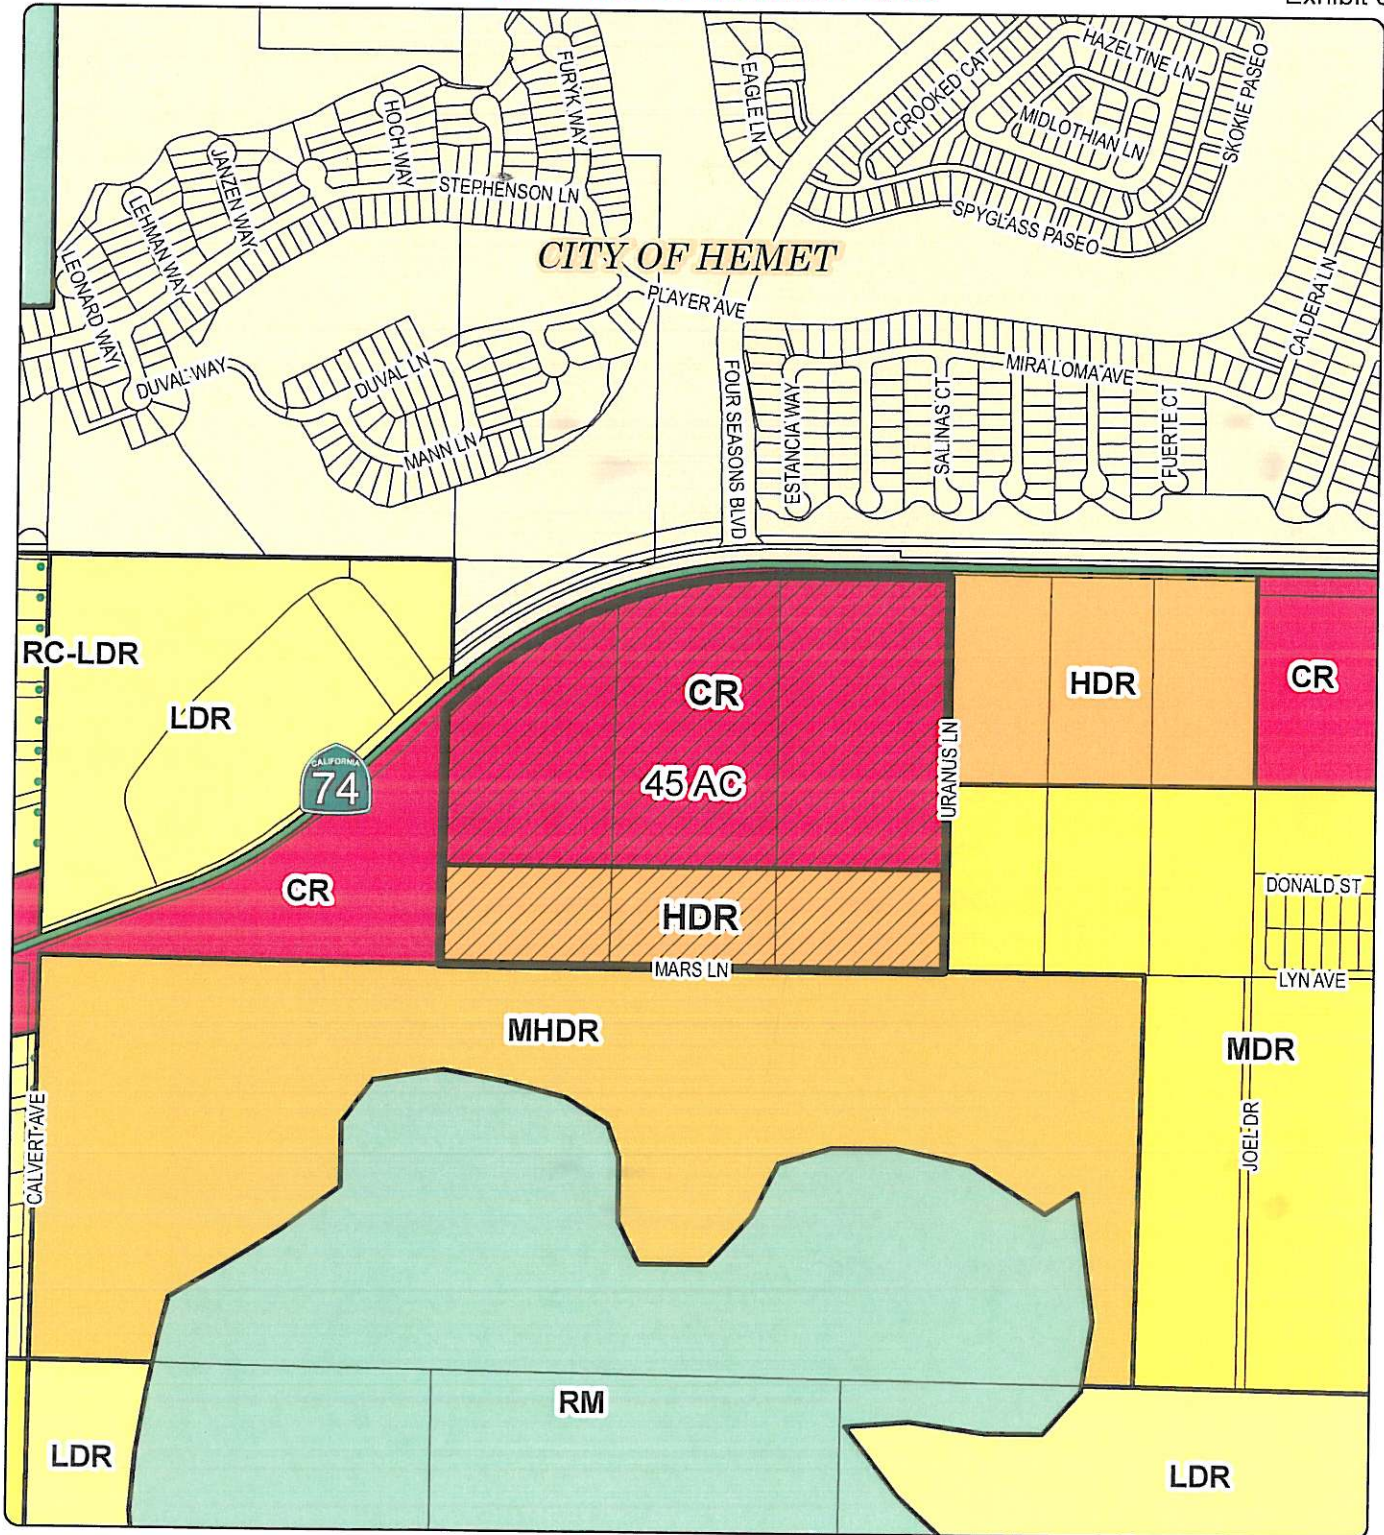 Exhibit
HAZELTINE LN
FURYK WAY
EAGLE LN
CROOKED CAT
SKOKIE PASEO
HOCH WAY
MIDLOTHIAN LN
JANZEN WAY
STEPHENSON LN
LEHMAN WAY
SPYGLASS PASEO
CITY OF HEMET
LEONARD WAY
PLAYER AVE
CALDERA LN
DUVAL WAY
DUVAL LN
MIRA LOMA AVE
FOUR SEASONS BLVD
ESTANCIA WAY
SALINAS CT
FUERTE CT
MANN LN
RC-LDR
LDR
CR
HDR
CR
CALIFORNIA
74
45 AC
URANUS LN
CR
HDR
DONALD ST
MARS LN
LYN AVE
MHDR
MDR
CALVERT AVE
JOEL DR
RM
LDR
LDR